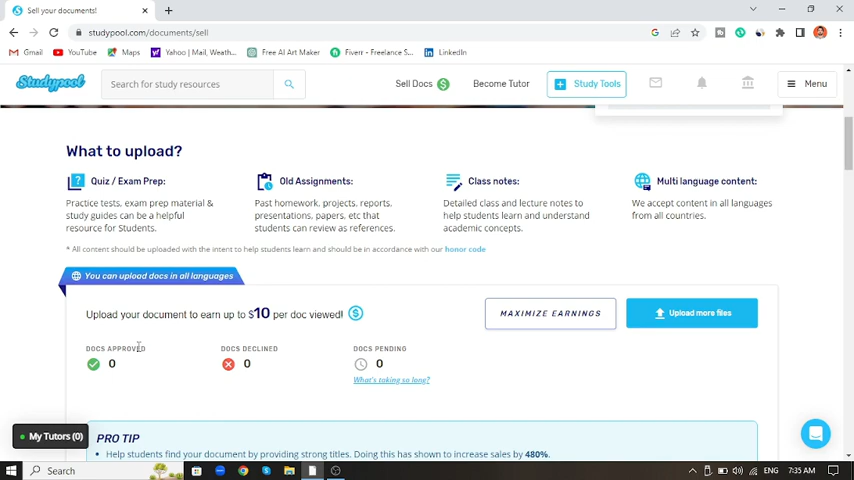 Sell your documents!
studypool.com/documents/sell
Gmail YouTube Maps Yahoo | Mail, Weath... Free AI Art Maker Fiverr - Freelance S... LinkedIn
Studypool Search for study resources Sell Docs $ Become Tutor Study Tools Menu
What to upload?
Quiz / Exam Prep:
Practice tests, exam prep material &
study guides can be a helpful
resource for Students.
Old Assignments:
Past homework, projects, reports,
presentations, papers, etc that
students can review as references.
Class notes:
Detailed class and lecture notes to
help students learn and understand
academic concepts.
Multi language content:
We accept content in all languages
from all countries.
* All content should be uploaded with the intent to help students learn and should be in accordance with our honor code
You can upload docs in all languages
Upload your document to earn up to $10 per doc viewed! $
MAXIMIZE EARNINGS
Upload more files
DOCS APPROVED DOCS DECLINED DOCS PENDING
0 0 0
What's taking so long?
My Tutors (0)
PRO TIP
• Help students find your document by providing strong titles. Doing this has shown to increase sales by 480%.
Search ENG 7:35 AM